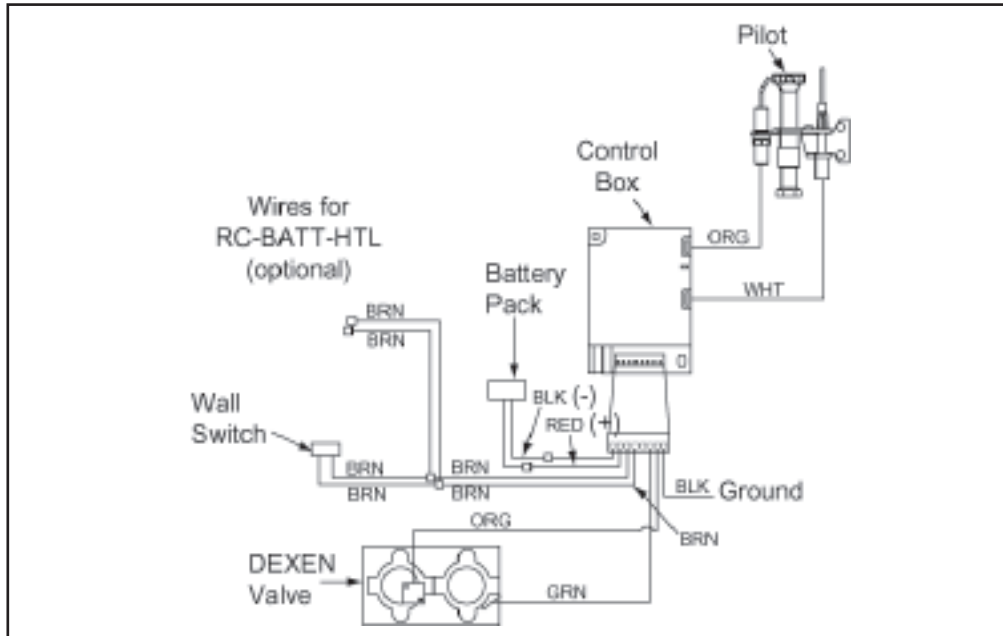 Pilot
Control
Box
Wires for
RC-BATT-HTL
(optional)
ORG
Battery
Pack
WHT
BRN
BRN
BLK (-)
RED (+)
Wall
Switch
BRN
BRN
BRN
BRN
BLK
Ground
ORG
BRN
DEXEN
Valve
GRN